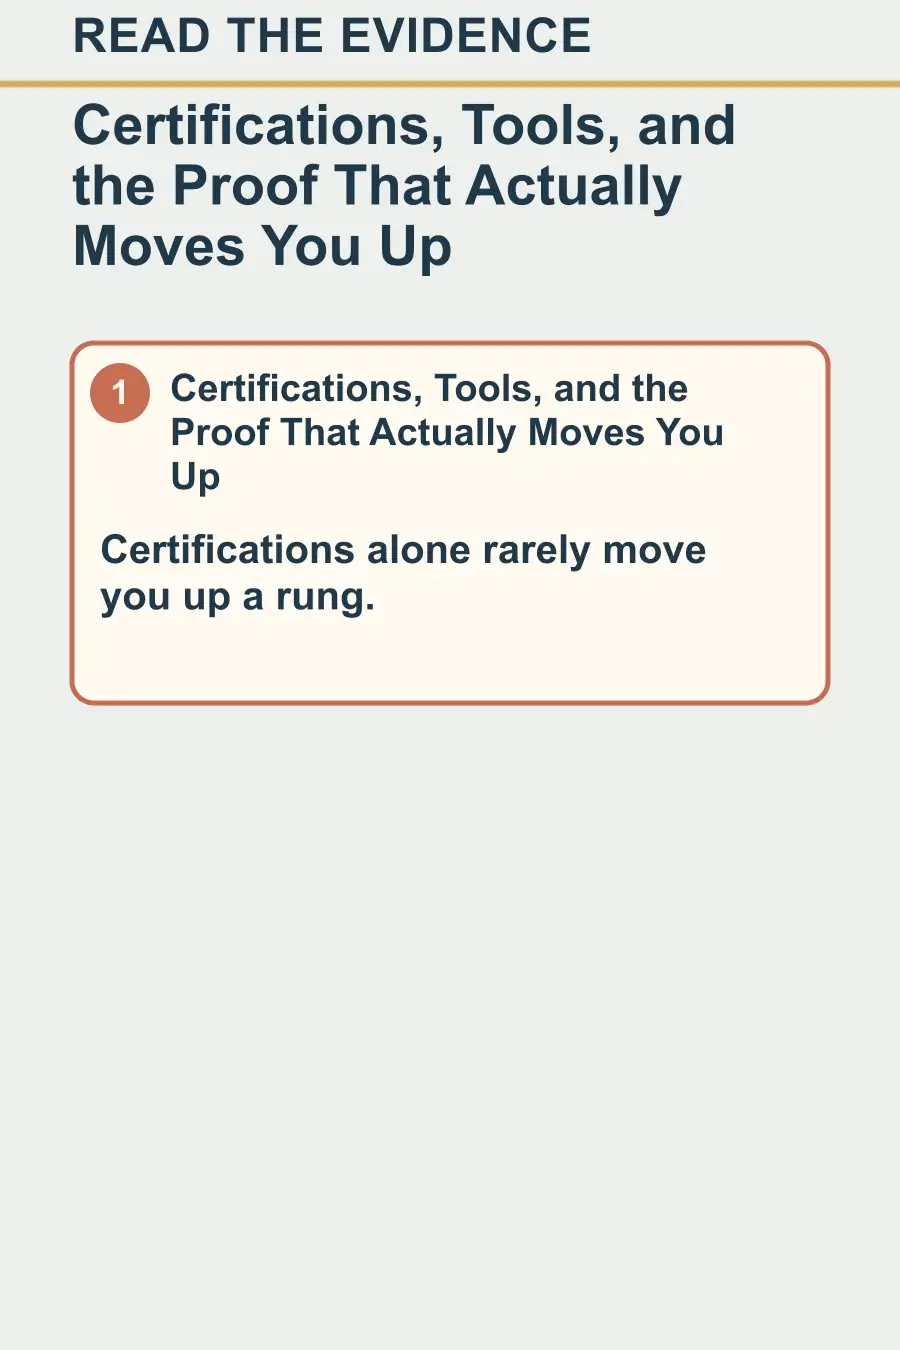 READ THE EVIDENCE
Certifications, Tools, and
the Proof That Actually
Moves You Up
1
Certifications, Tools, and the
Proof That Actually Moves You
Up
Certifications alone rarely move
you up a rung.